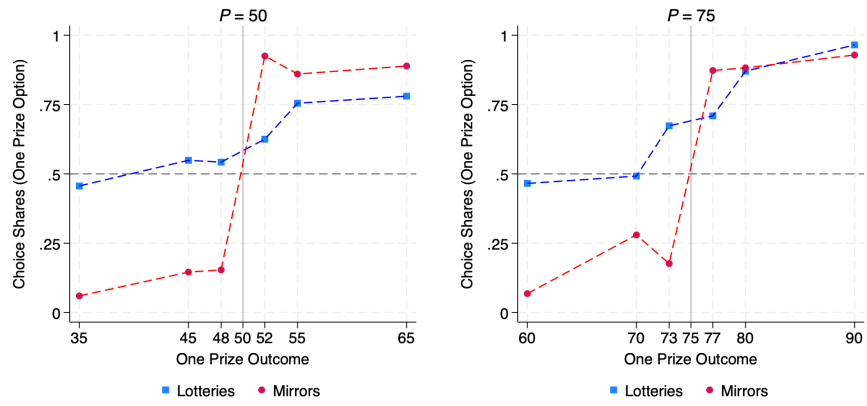 P = 50
Choice Shares (One Prize Option)
1
.75
.5
.25
0
35 45 48 50 52 55 65
One Prize Outcome
Lotteries Mirrors
P = 75
Choice Shares (One Prize Option)
1
.75
.5
.25
0
60 70 73 75 77 80 90
One Prize Outcome
Lotteries Mirrors